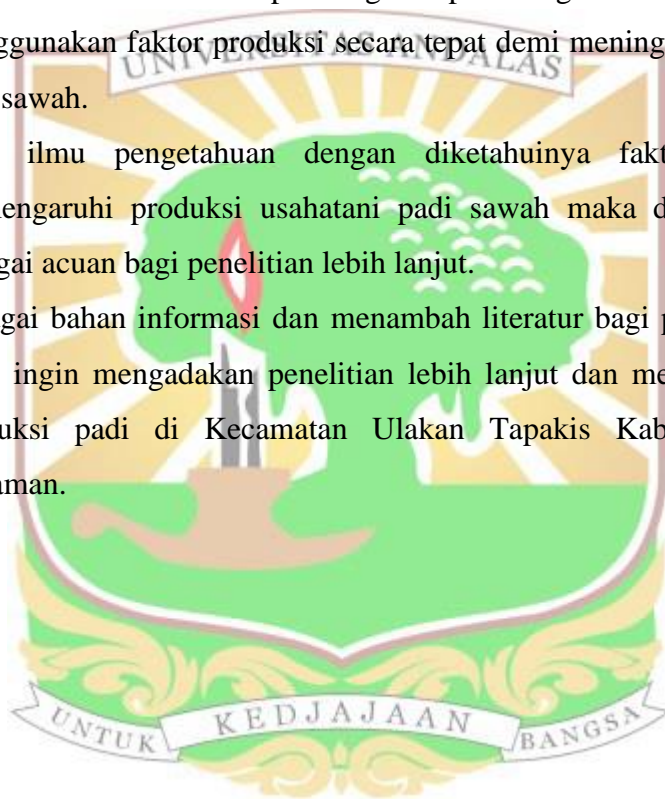 UNIVERSITAS ANDALAS
ggunakan faktor produksi secara tepat demi mening
sawah.
ilmu pengetahuan dengan diketahuinya fakt
engaruhi produksi usahatani padi sawah maka d
gai acuan bagi penelitian lebih lanjut.
gai bahan informasi dan menambah literatur bagi p
ingin mengadakan penelitian lebih lanjut dan me
uksi padi di Kecamatan Ulakan Tapakis Kab
aman.
UNTUK KEDJAJAAN BANGSA